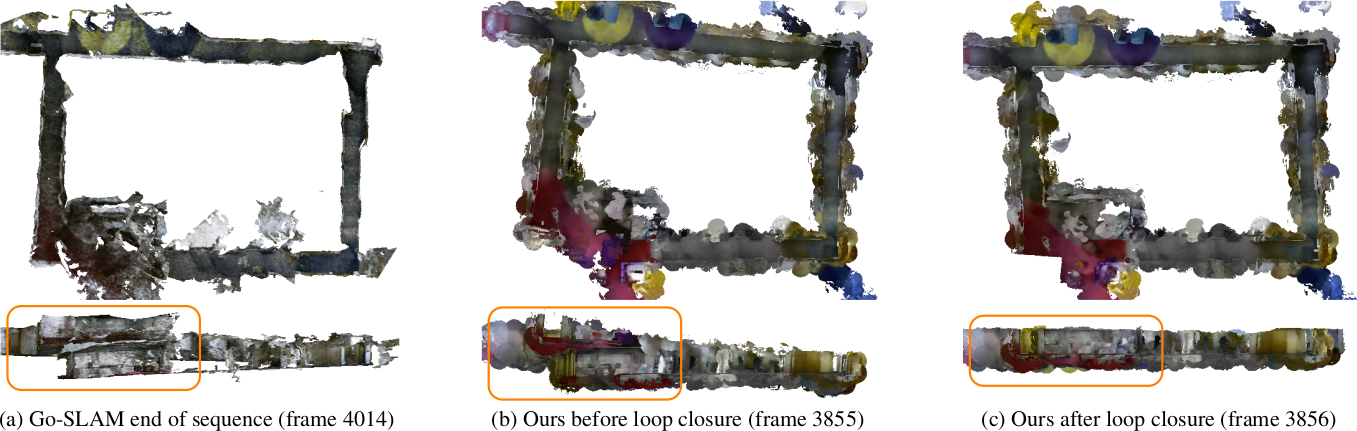 (a) Go-SLAM end of sequence (frame 4014)
(b) Ours before loop closure (frame 3855)
(c) Ours after loop closure (frame 3856)